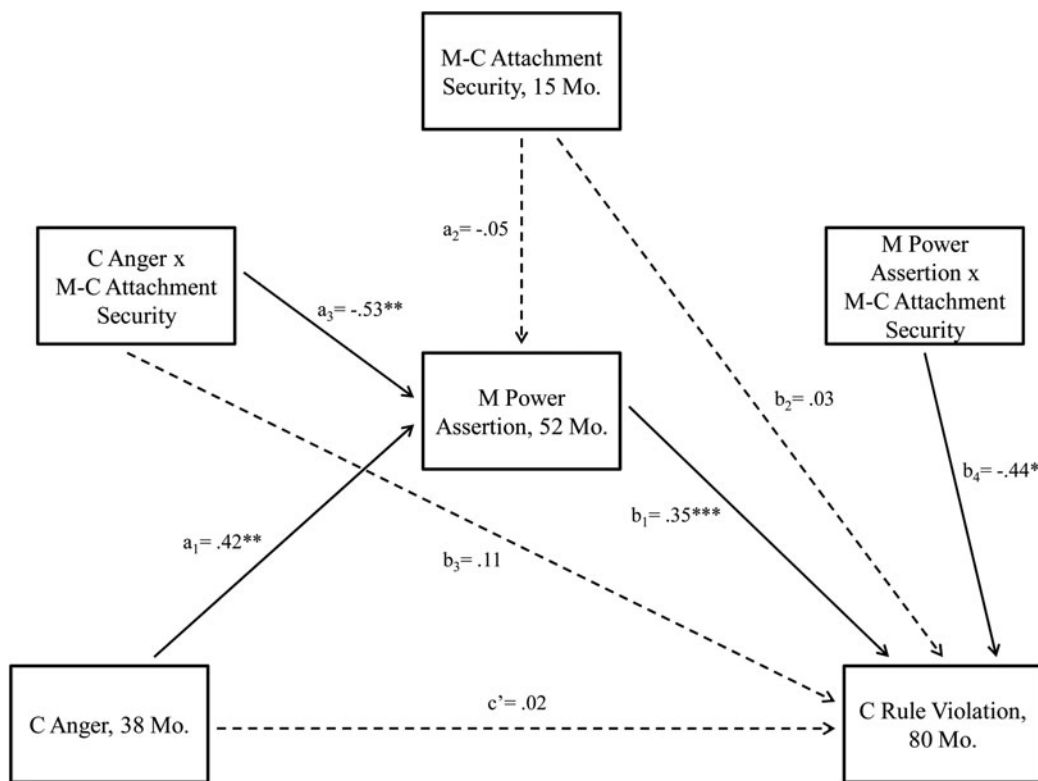 M-C Attachment
Security, 15 Mo.
a₂= -.05
C Anger x
M-C Attachment
Security
M Power
Assertion x
M-C Attachment
Security
a₃= -.53**
M Power
Assertion, 52 Mo.
b₂= .03
b₄= -.44*
a₁= .42**
b₃= .11
b₁= .35***
C Anger, 38 Mo.
c’= .02
C Rule Violation,
80 Mo.